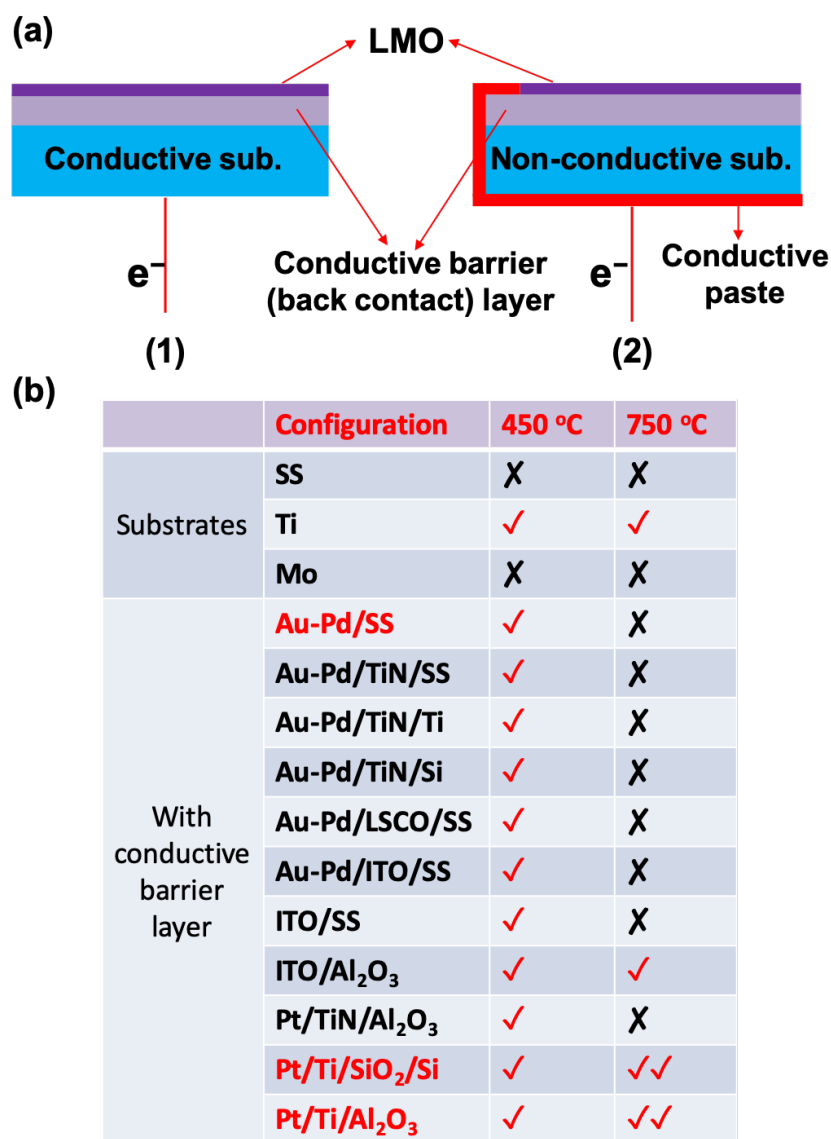 (a)
LMO
Conductive sub.
Non-conductive sub.
e–
Conductive barrier
(back contact) layer
e–
Conductive
paste
(1)
(2)
(b)
Configuration 450 °C 750 °C
Substrates
SS ✗ ✗
Ti ✓ ✓
Mo ✗ ✗
With
conductive
barrier
layer
Au-Pd/SS ✓ ✗
Au-Pd/TiN/SS ✓ ✗
Au-Pd/TiN/Ti ✓ ✗
Au-Pd/TiN/Si ✓ ✗
Au-Pd/LSCO/SS ✓ ✗
Au-Pd/ITO/SS ✓ ✗
ITO/SS ✓ ✗
ITO/Al₂O₃ ✓ ✓
Pt/TiN/Al₂O₃ ✓ ✗
Pt/Ti/SiO₂/Si ✓ ✓✓
Pt/Ti/Al₂O₃ ✓ ✓✓